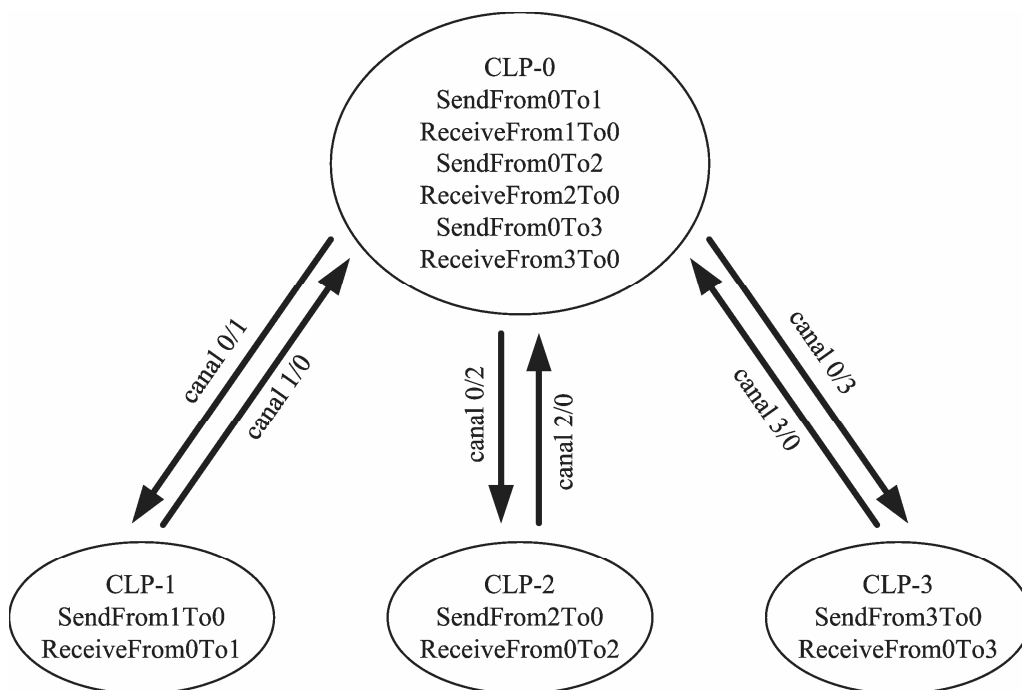 CLP-0
SendFrom0To1
ReceiveFrom1To0
SendFrom0To2
ReceiveFrom2To0
SendFrom0To3
ReceiveFrom3To0
canal 0/1
canal 1/0
canal 0/2
canal 2/0
canal 3/0
canal 0/3
CLP-1
SendFrom1To0
ReceiveFrom0To1
CLP-2
SendFrom2To0
ReceiveFrom0To2
CLP-3
SendFrom3To0
ReceiveFrom0To3